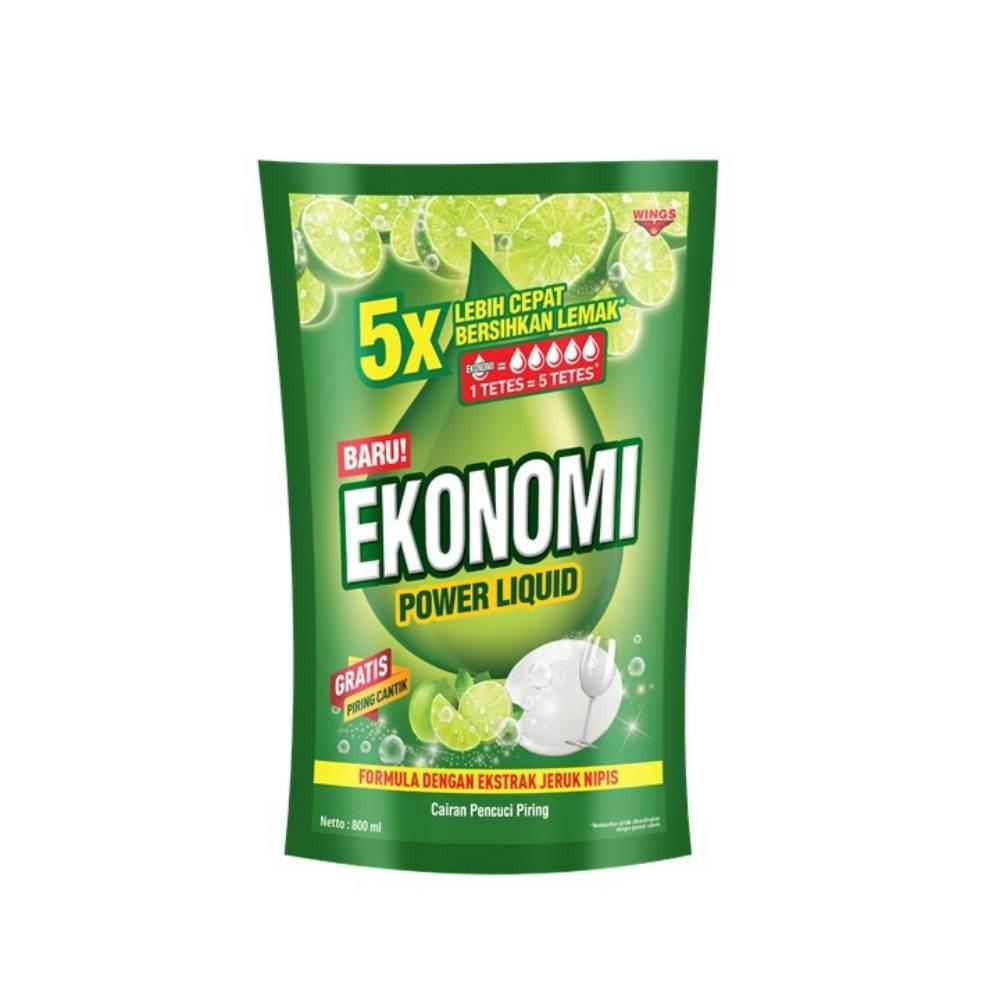 WINGS
5X LEBIH CEPAT
BERSIHKAN LEMAK*
EKONOMI =
1 TETES = 5 TETES*
BARU!
EKONOMI
POWER LIQUID
GRATIS
PIRING CANTIK
FORMULA DENGAN EKSTRAK JERUK NIPIS
Cairan Pencuci Piring
Netto : 800 ml